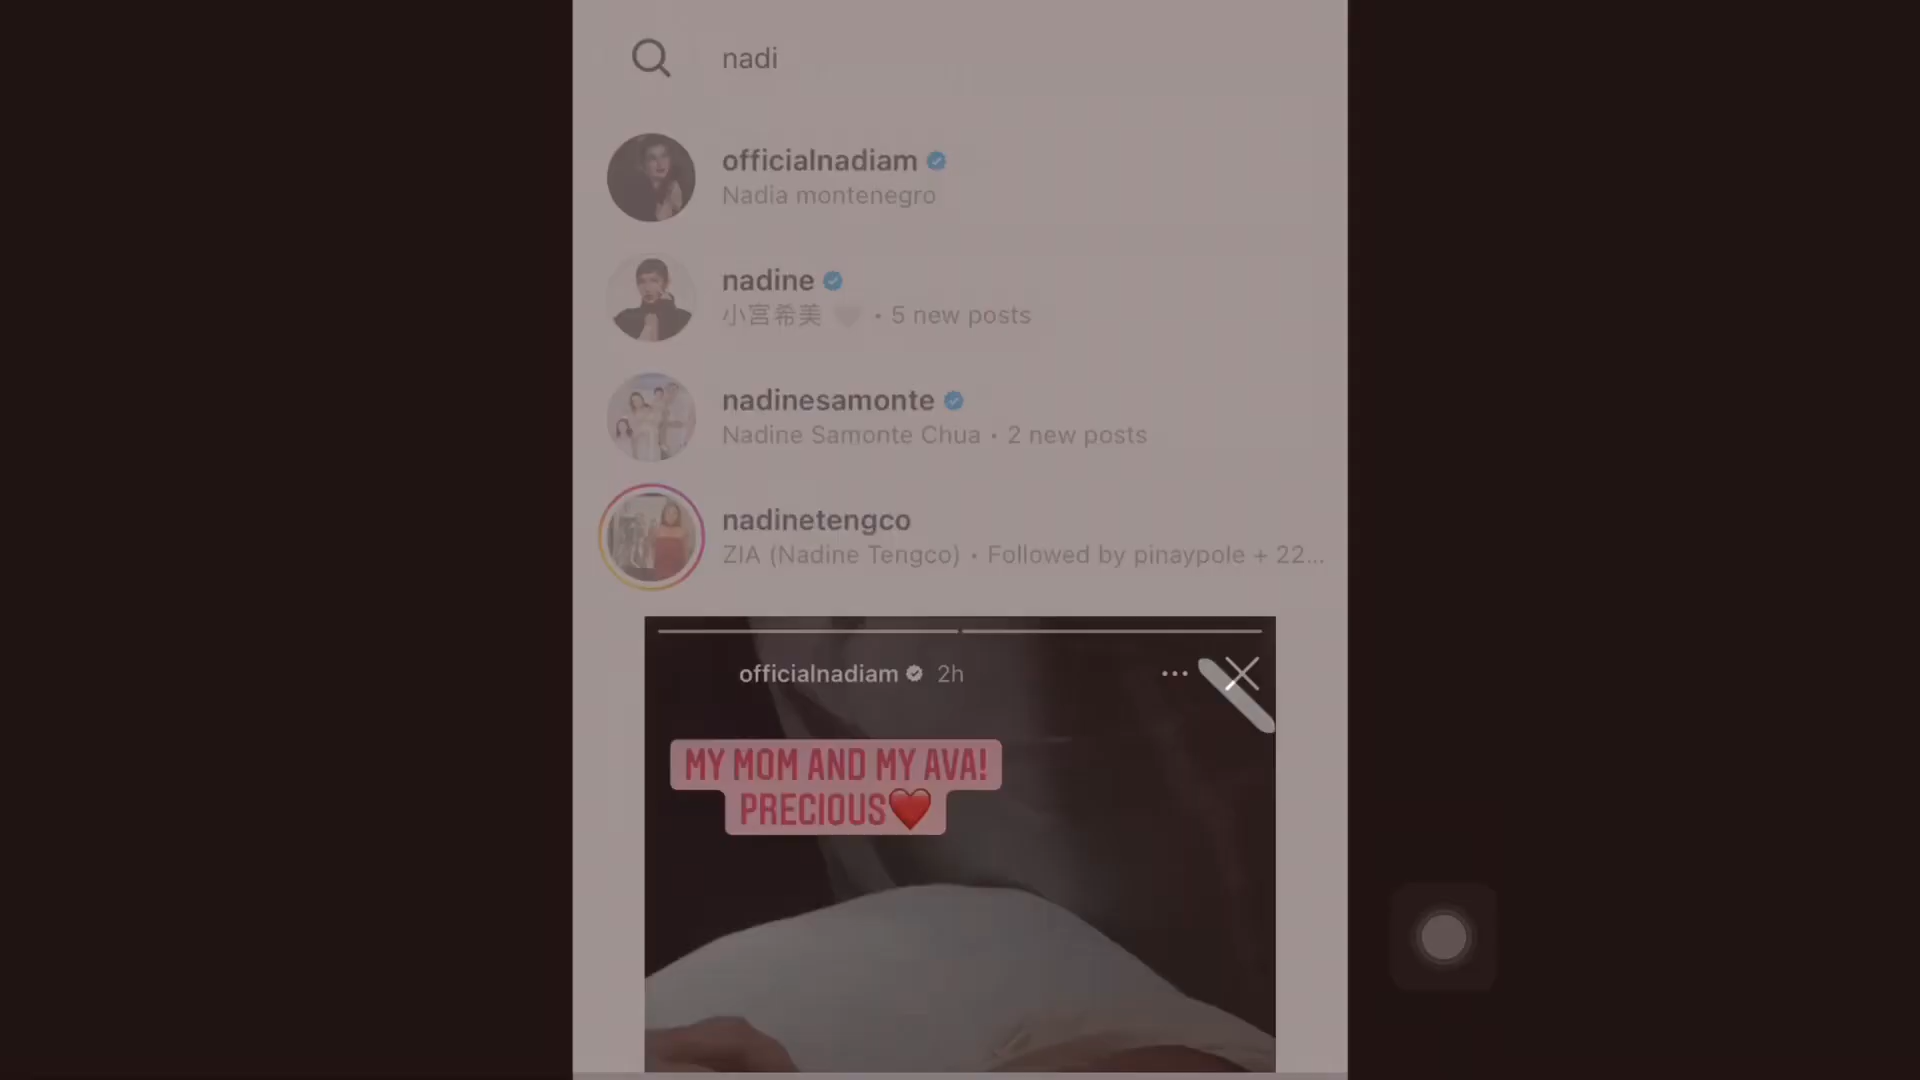 nadi
officialnadiam
Nadia montenegro
nadine
小宮希美 🤍 • 5 new posts
nadinesamonte
Nadine Samonte Chua • 2 new posts
nadinetengco
ZIA (Nadine Tengco) • Followed by pinaypole + 22...
officialnadiam 2h
MY MOM AND MY AVA!
PRECIOUS❤️